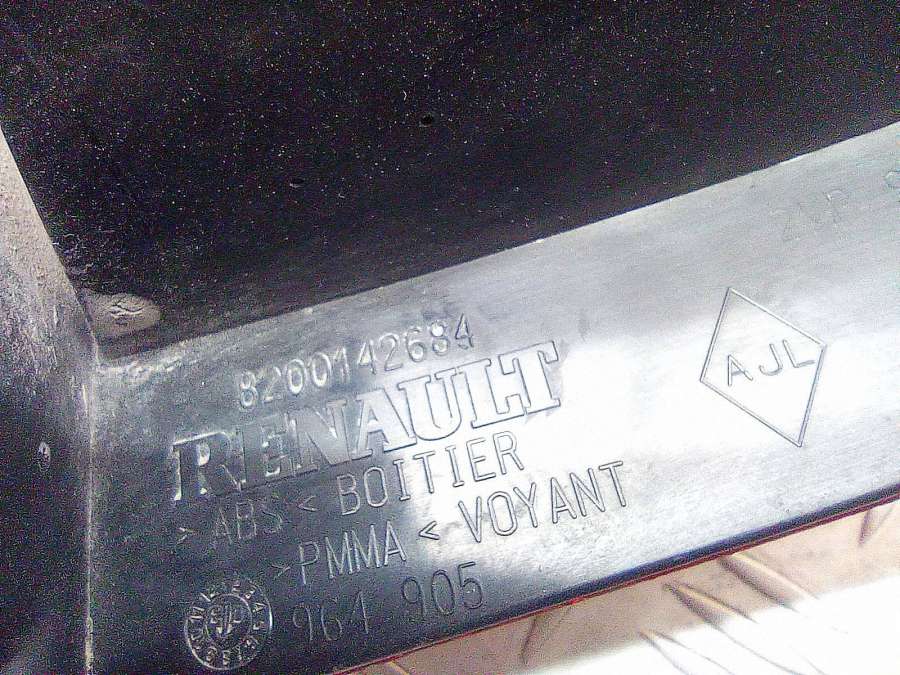 8200142684
RENAULT
>ABS< BOITIER
>PMMA< VOYANT
964 905
AJL